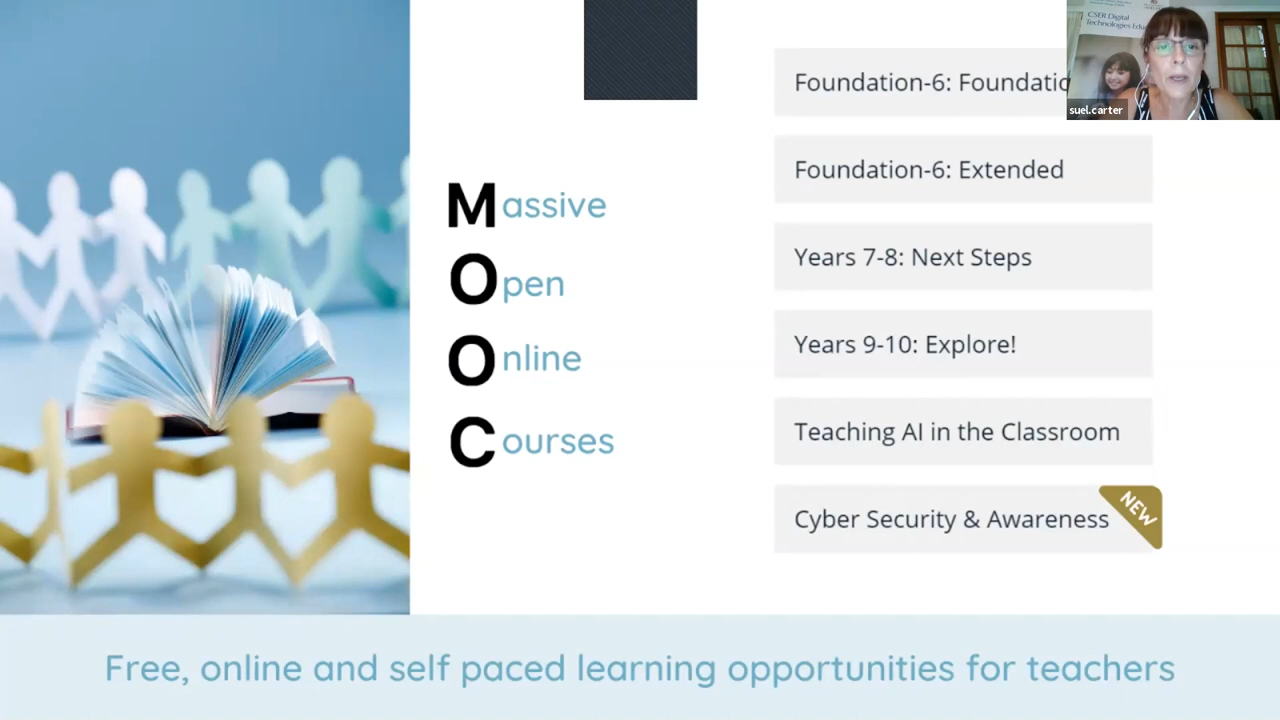 Massive
Open
Online
Courses
Foundation-6: Foundatio
Foundation-6: Extended
Years 7-8: Next Steps
Years 9-10: Explore!
Teaching AI in the Classroom
Cyber Security & Awareness
NEW
Free, online and self paced learning opportunities for teachers
CSER Digital
Technologies Edu
suel.carter